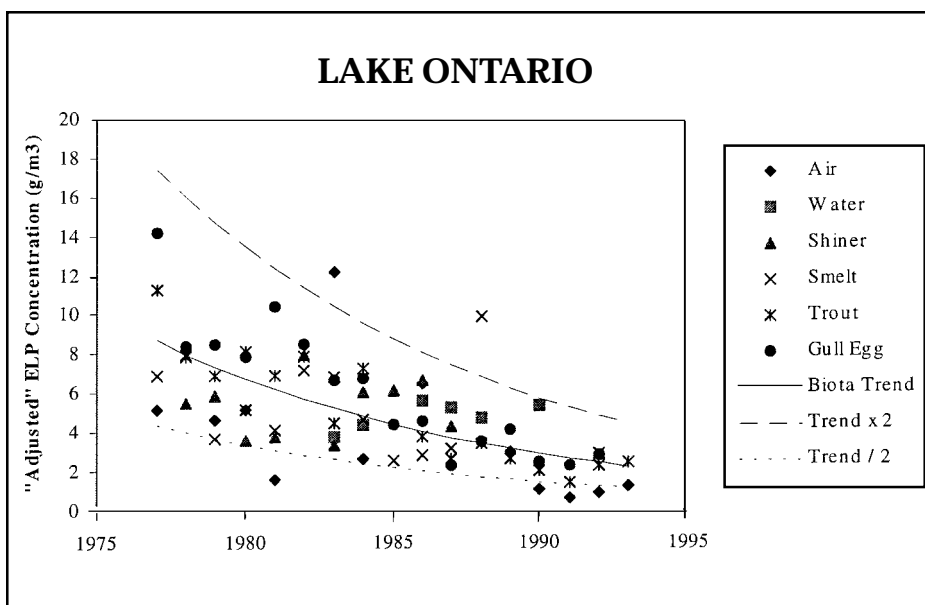 LAKE ONTARIO
"Adjusted" ELP Concentration (g/m3)
20
18
16
14
12
10
8
6
4
2
0
1975 1980 1985 1990 1995
Air
Water
Shiner
Smelt
Trout
Gull Egg
Biota Trend
Trend x 2
Trend / 2